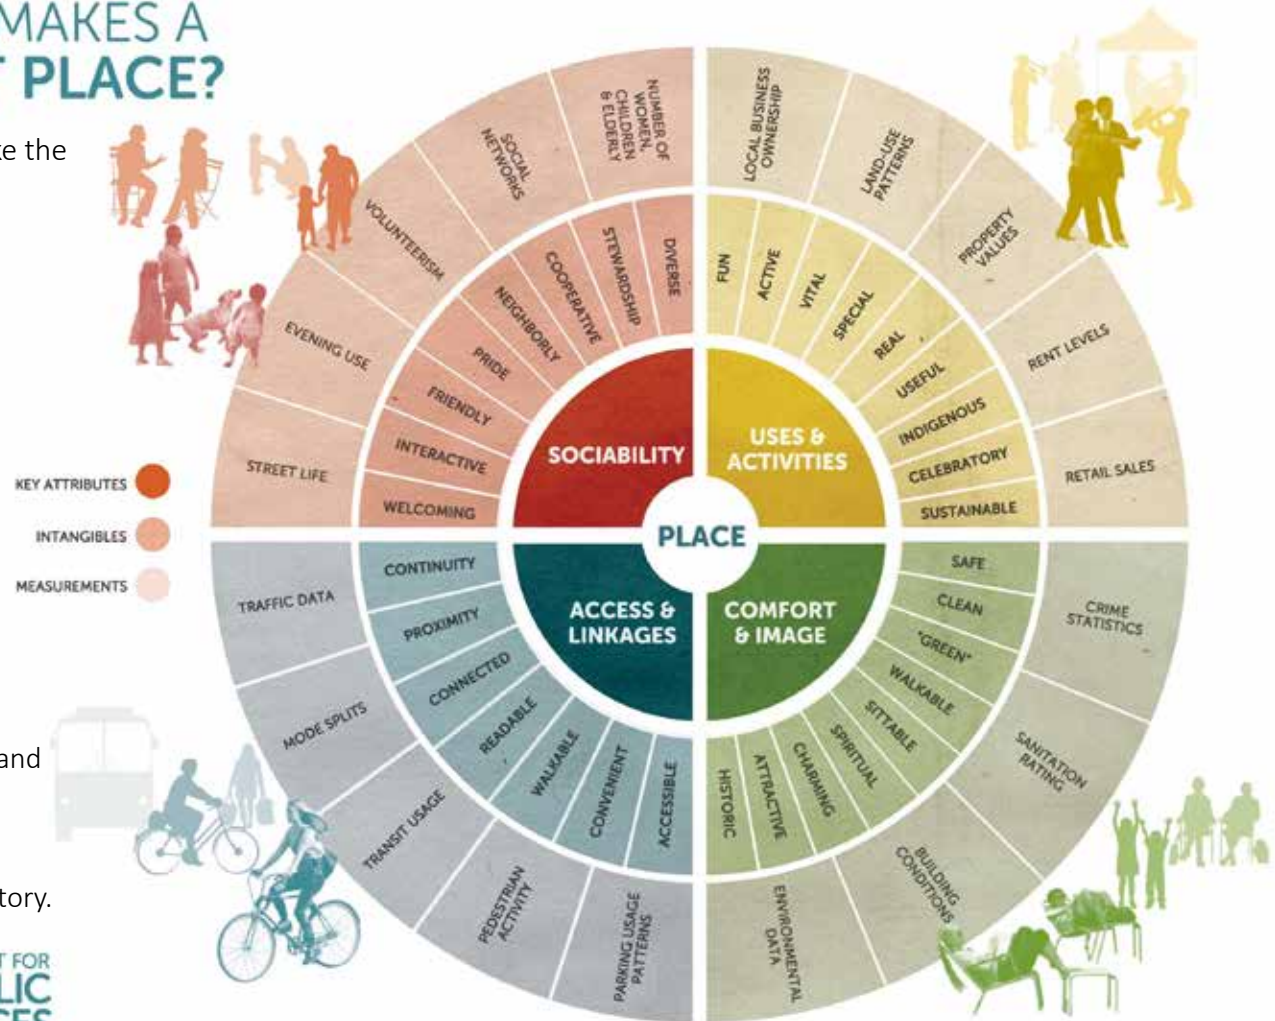 MAKES A
PLACE?
ke the
and
tory.
T FOR
LIC
CES
KEY ATTRIBUTES
INTANGIBLES
MEASUREMENTS
PLACE
SOCIABILITY
USES &
ACTIVITIES
ACCESS &
LINKAGES
COMFORT
& IMAGE
WELCOMING
INTERACTIVE
FRIENDLY
PRIDE
NEIGHBORLY
COOPERATIVE
STEWARDSHIP
DIVERSE
FUN
ACTIVE
VITAL
SPECIAL
REAL
USEFUL
INDIGENOUS
CELEBRATORY
SUSTAINABLE
SAFE
CLEAN
"GREEN"
WALKABLE
SITTABLE
SPIRITUAL
CHARMING
ATTRACTIVE
HISTORIC
ACCESSIBLE
CONVENIENT
WALKABLE
READABLE
CONNECTED
PROXIMITY
CONTINUITY
STREET LIFE
EVENING USE
VOLUNTEERISM
SOCIAL
NETWORKS
NUMBER OF
WOMEN,
CHILDREN
& ELDERLY
LOCAL BUSINESS
OWNERSHIP
LAND-USE
PATTERNS
PROPERTY
VALUES
RENT LEVELS
RETAIL SALES
CRIME
STATISTICS
SANITATION
RATING
BUILDING
CONDITIONS
ENVIRONMENTAL
DATA
PARKING USAGE
PATTERNS
PEDESTRIAN
ACTIVITY
TRANSIT USAGE
MODE SPLITS
TRAFFIC DATA